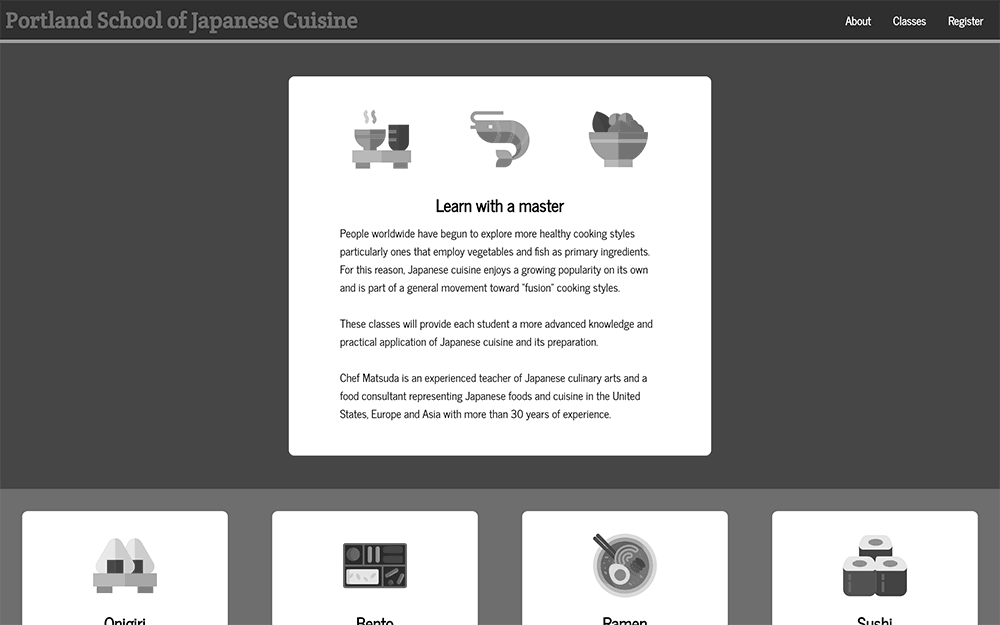 Portland School of Japanese Cuisine
About Classes Register
Learn with a master
People worldwide have begun to explore more healthy cooking styles
particularly ones that employ vegetables and fish as primary ingredients.
For this reason, Japanese cuisine enjoys a growing popularity on its own
and is part of a general movement toward "fusion" cooking styles.
These classes will provide each student a more advanced knowledge and
practical application of Japanese cuisine and its preparation.
Chef Matsuda is an experienced teacher of Japanese culinary arts and a
food consultant representing Japanese foods and cuisine in the United
States, Europe and Asia with more than 30 years of experience.
Onigiri Bento Ramen Sushi